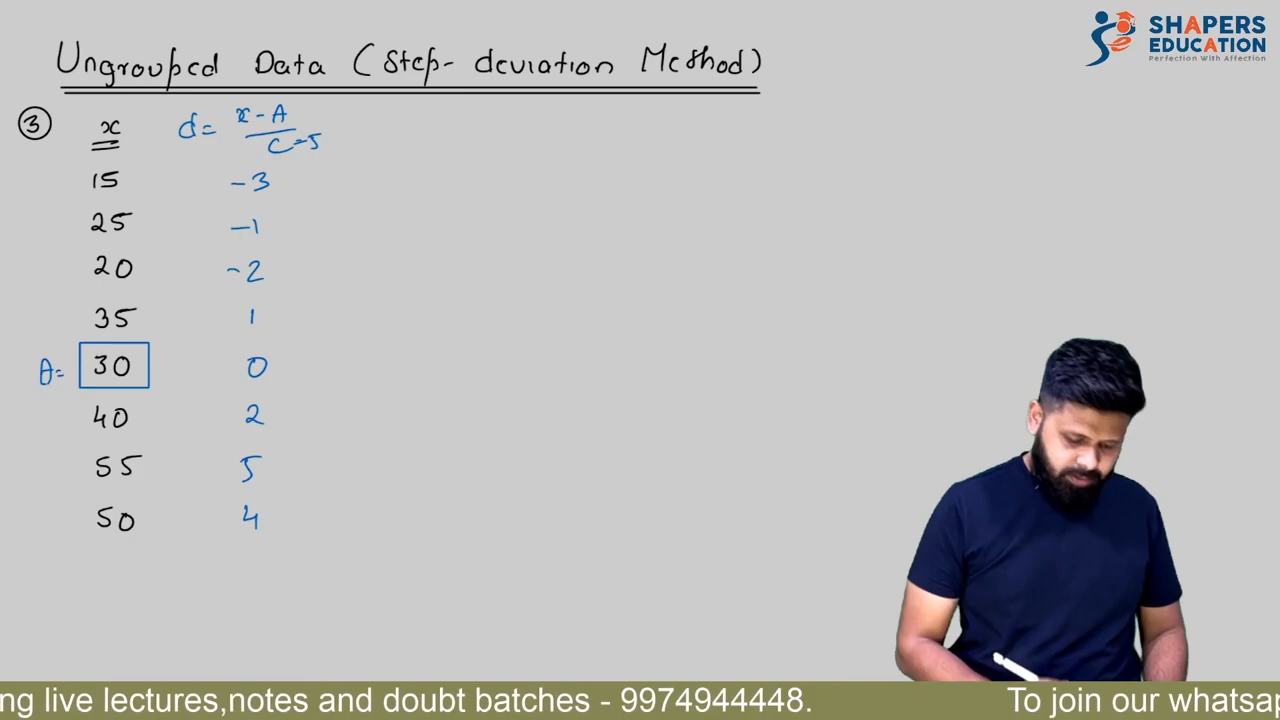 SHAPERS
EDUCATION
Perfection With Affection
Ungrouped Data (Step-deviation Method)
③ x d = x-A / C=5
15 -3
25 -1
20 -2
35 1
A= 30 0
40 2
55 5
50 4
ng live lectures,notes and doubt batches - 9974944448. To join our whatsap